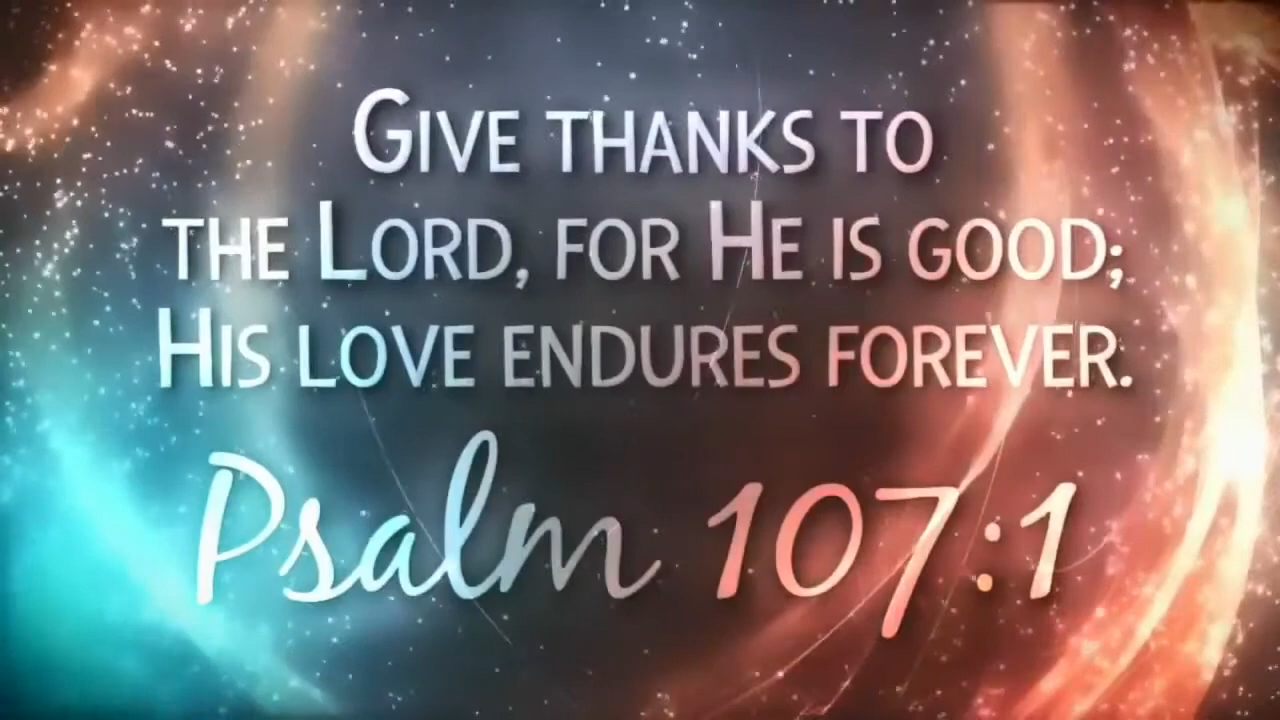 Give thanks to
the Lord, for He is good;
His love endures forever.
Psalm 107:1